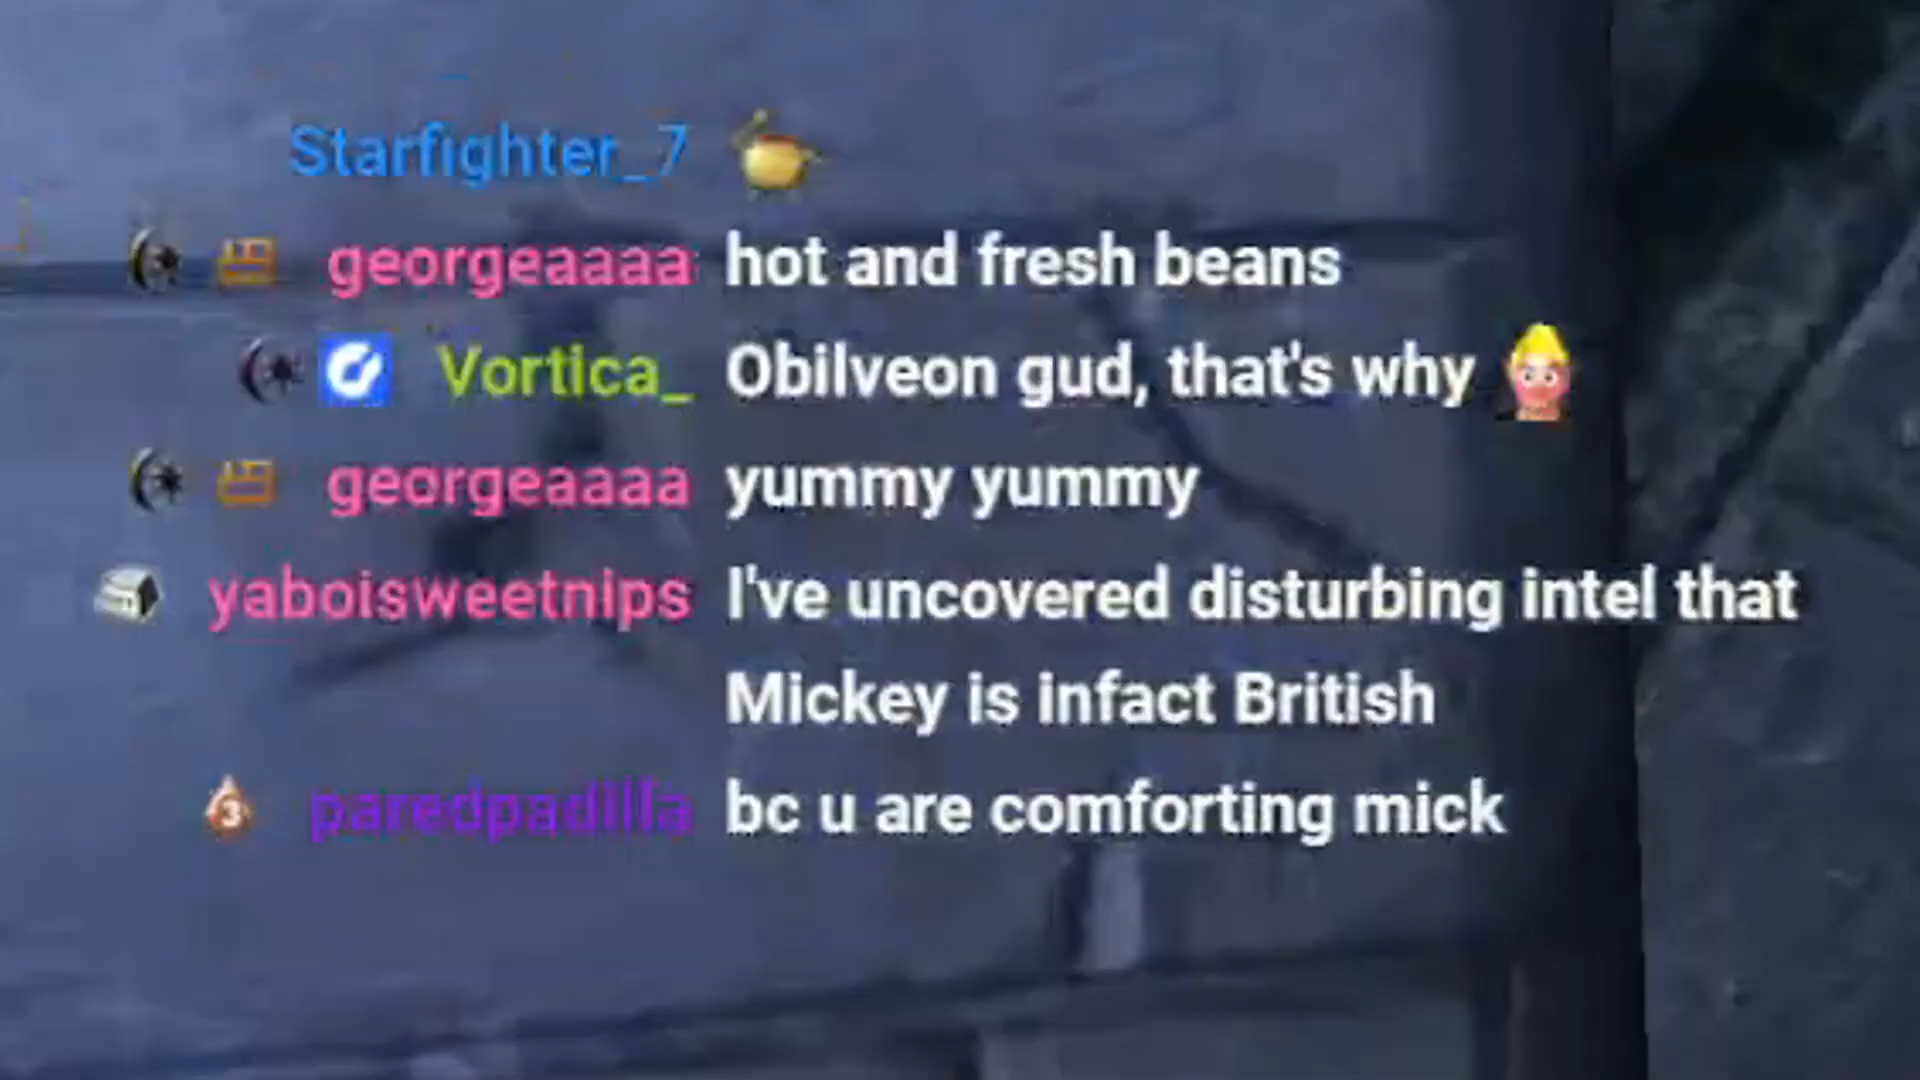 Starfighter_7
georgeaaaa hot and fresh beans
Vortica_ Obilveon gud, that's why
georgeaaaa yummy yummy
yaboisweetnips I've uncovered disturbing intel that
Mickey is infact British
3 paredpadilla bc u are comforting mick